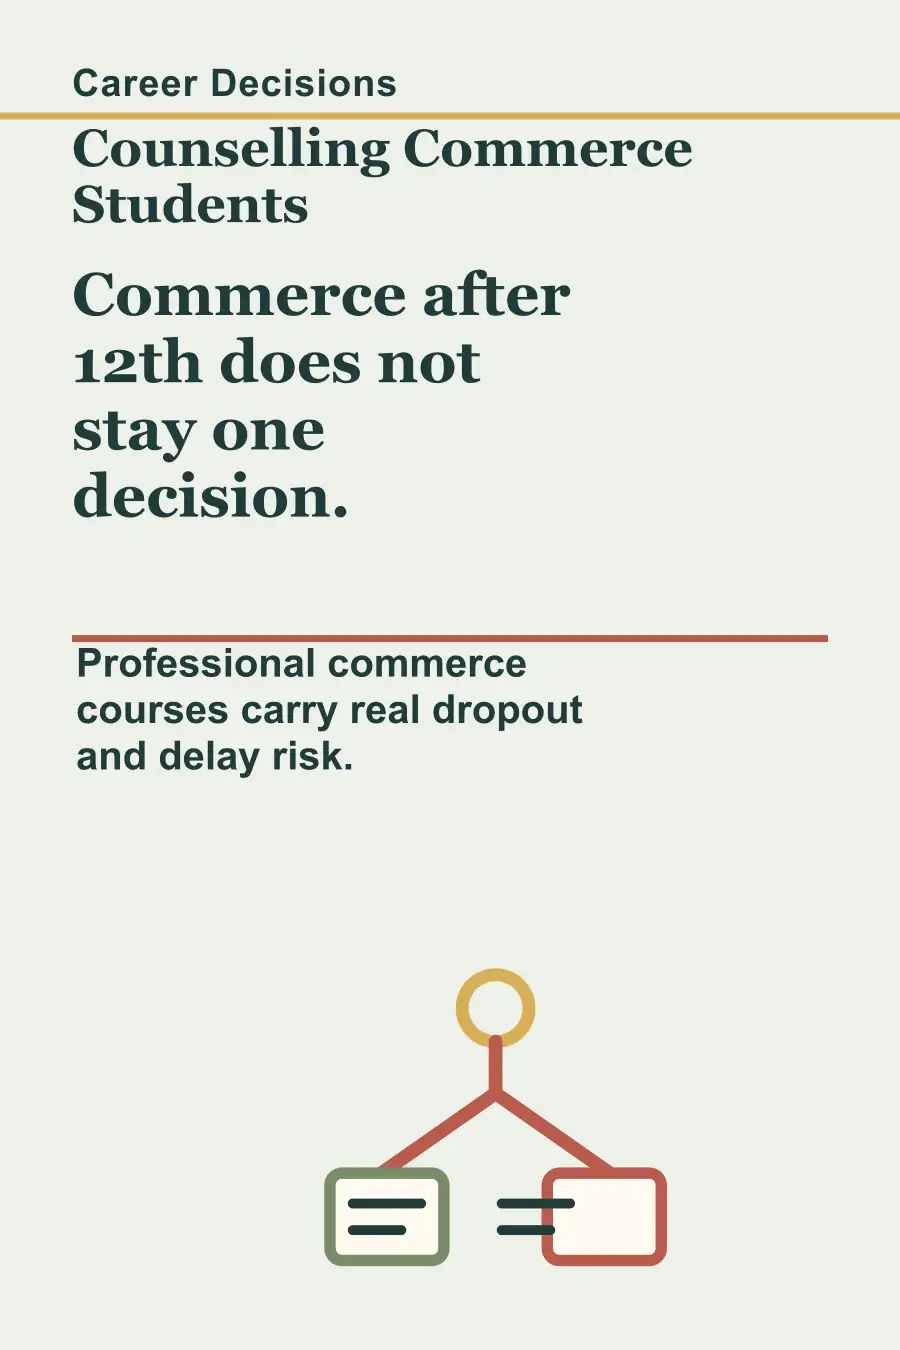 Career Decisions
Counselling Commerce
Students
Commerce after
12th does not
stay one
decision.
Professional commerce
courses carry real dropout
and delay risk.